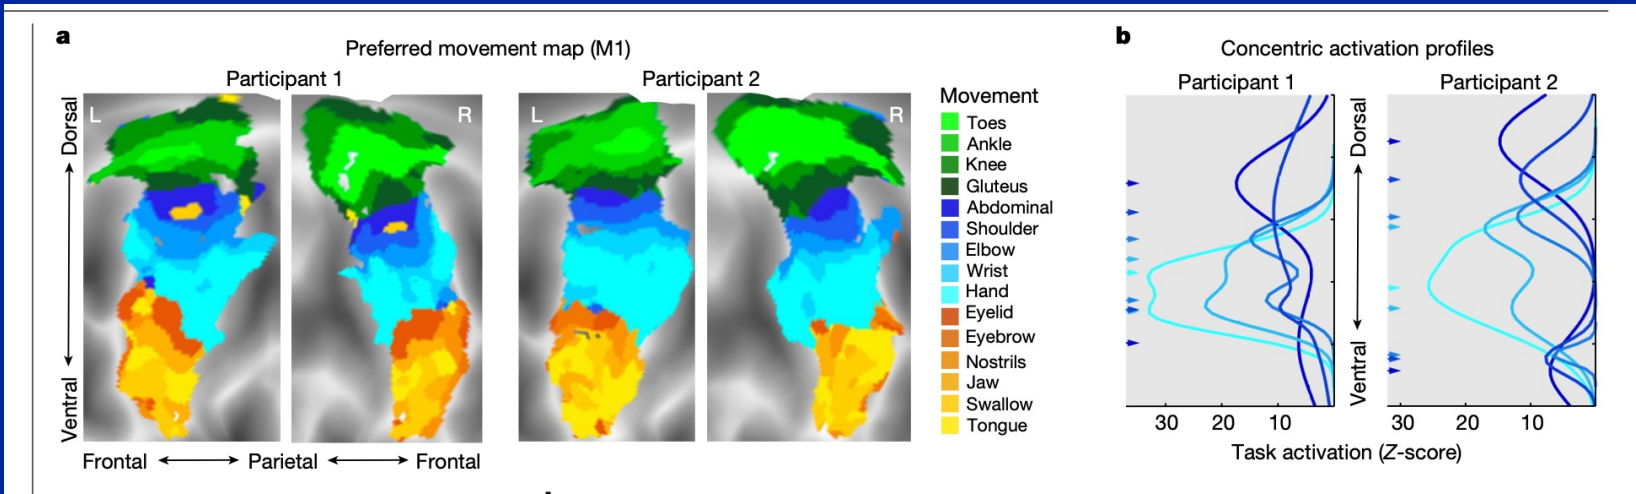 a
Preferred movement map (M1)
Participant 1
Participant 2
L
R
L
R
Dorsal
Ventral
Frontal
Parietal
Frontal
Movement
Toes
Ankle
Knee
Gluteus
Abdominal
Shoulder
Elbow
Wrist
Hand
Eyelid
Eyebrow
Nostrils
Jaw
Swallow
Tongue
b
Concentric activation profiles
Participant 1
Participant 2
Dorsal
Ventral
30 20 10
30 20 10
Task activation (Z-score)